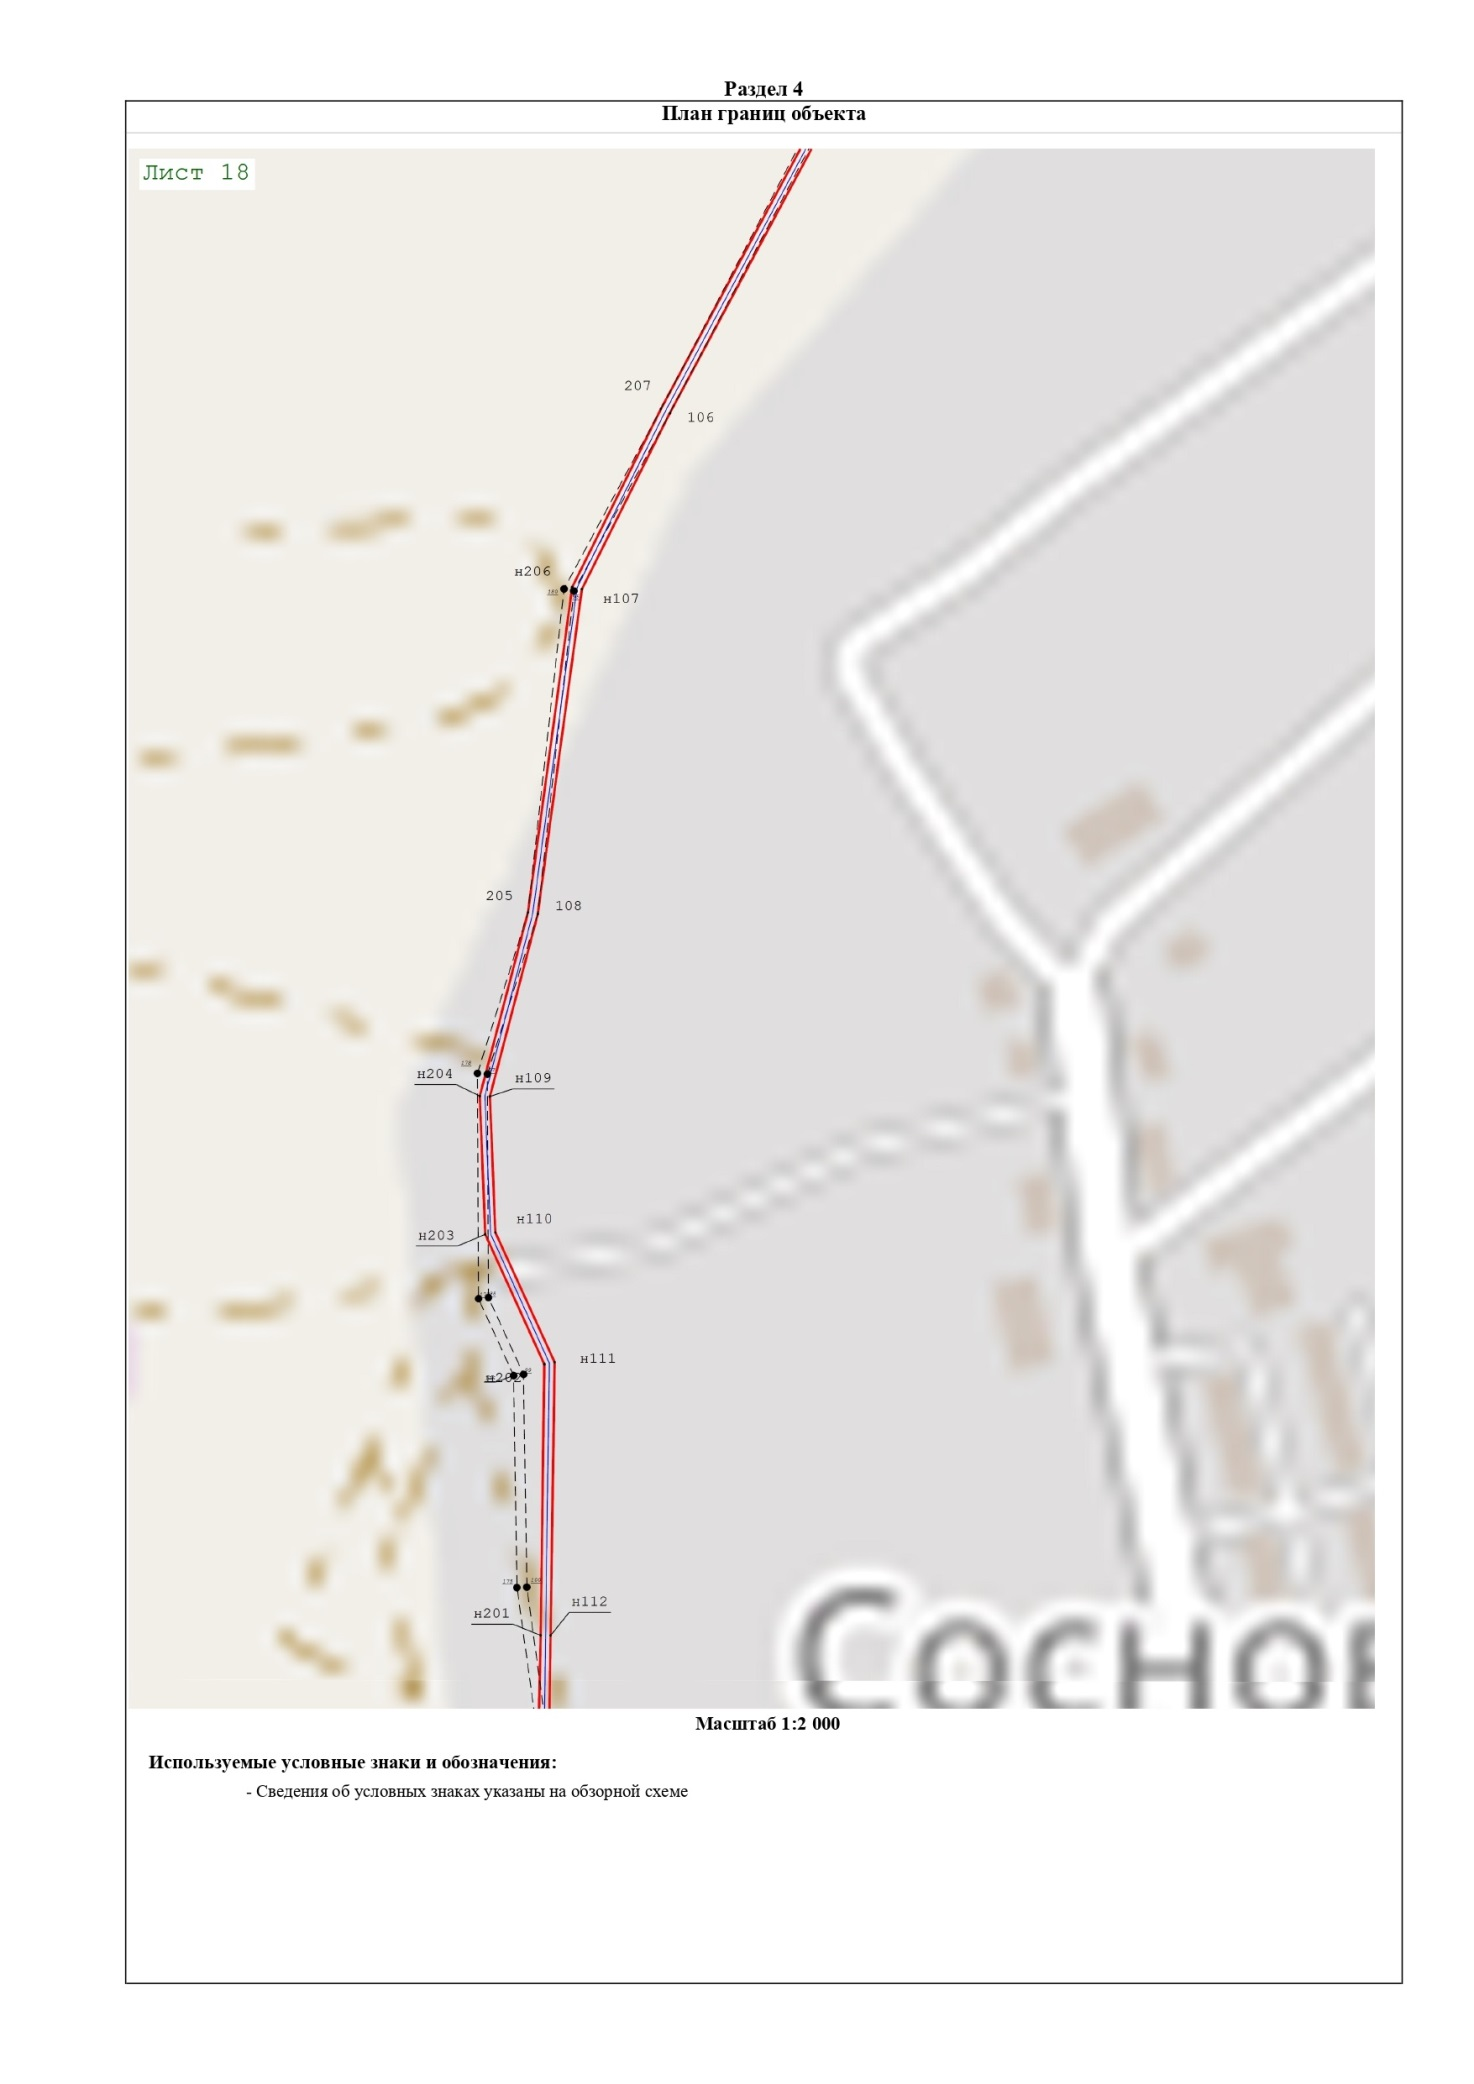 Раздел 4
План границ объекта
Лист 18
207
106
н206
н107
205
108
н204
н109
н110
н203
н111
н202
н112
н201
Соснов
Масштаб 1:2 000
Используемые условные знаки и обозначения:
- Сведения об условных знаках указаны на обзорной схеме